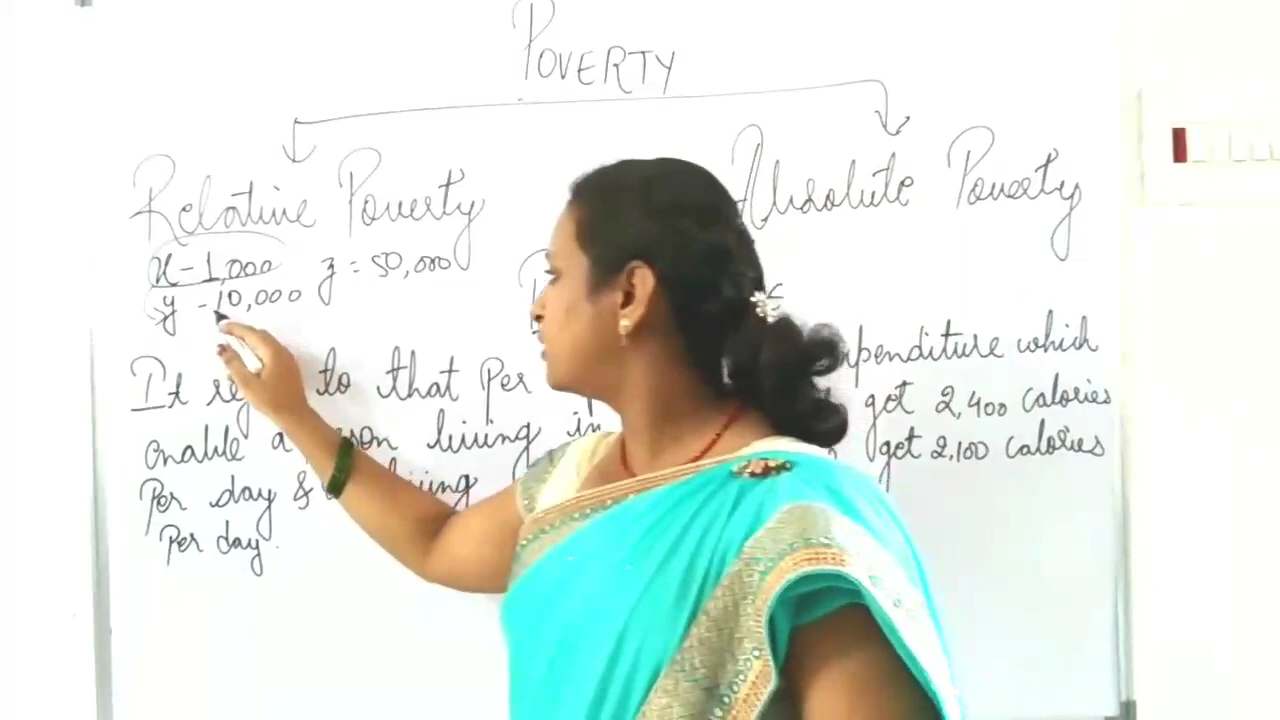 POVERTY
Relative Poverty Absolute Poverty
x - 1,000 z = 50,000
y - 10,000
It to that per which
enable a living in get 2,400 calories
Per day & get 2,100 calories
Per day.